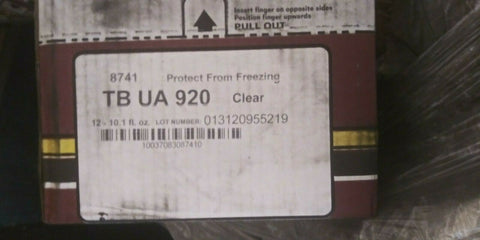 Insert finger on opposite sides
Position finger upwards
PULL OUT
8741 Protect From Freezing
TB UA 920 Clear
12 - 10.1 fl. oz. LOT NUMBER: 013120955219
10037083087410